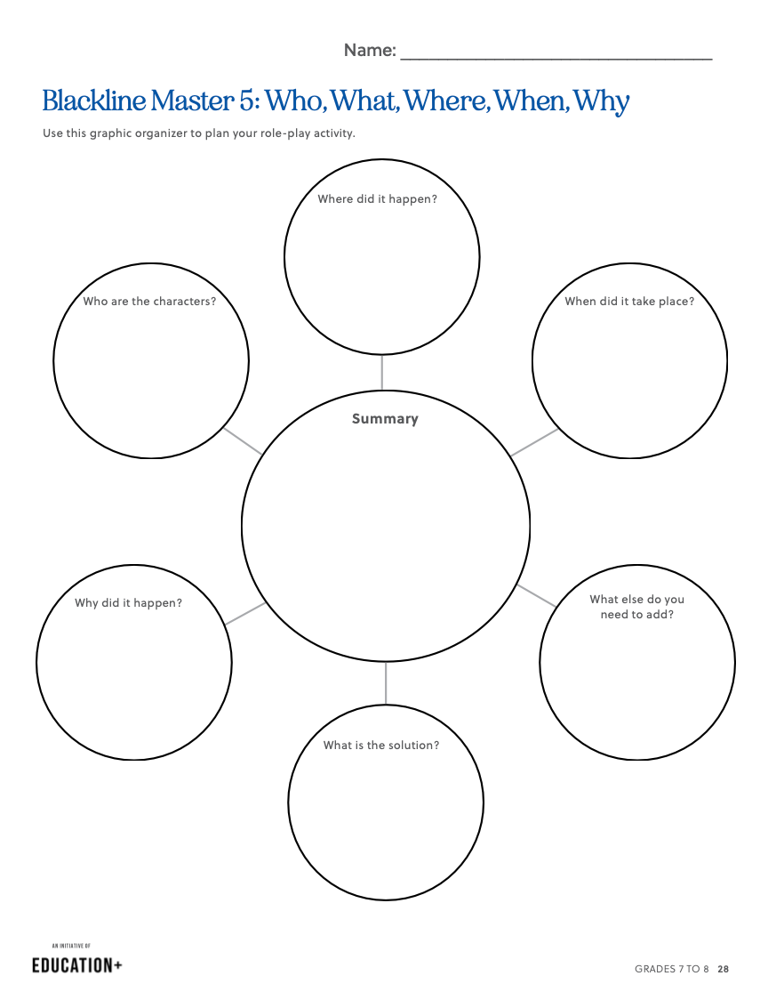 Name: ___________________________________
Blackline Master 5: Who, What, Where, When, Why
Use this graphic organizer to plan your role-play activity.
Where did it happen?
Who are the characters?
When did it take place?
Summary
Why did it happen?
What else do you
need to add?
What is the solution?
AN INITIATIVE OF
EDUCATION+
GRADES 7 TO 8 28